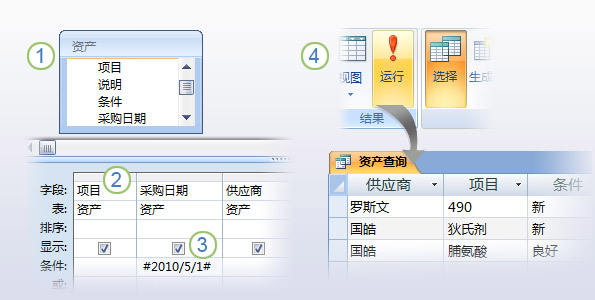 1
资产
项目
说明
条件
采购日期
字段: 项目 2 采购日期 供应商
表: 资产 资产 资产
排序:
显示: 3
条件: #2010/5/1#
或:
4
视图 运行 选择 生成
结果
资产查询
供应商 项目 条件
罗斯文 490 新
国皓 狄氏剂 新
国皓 脯氨酸 良好